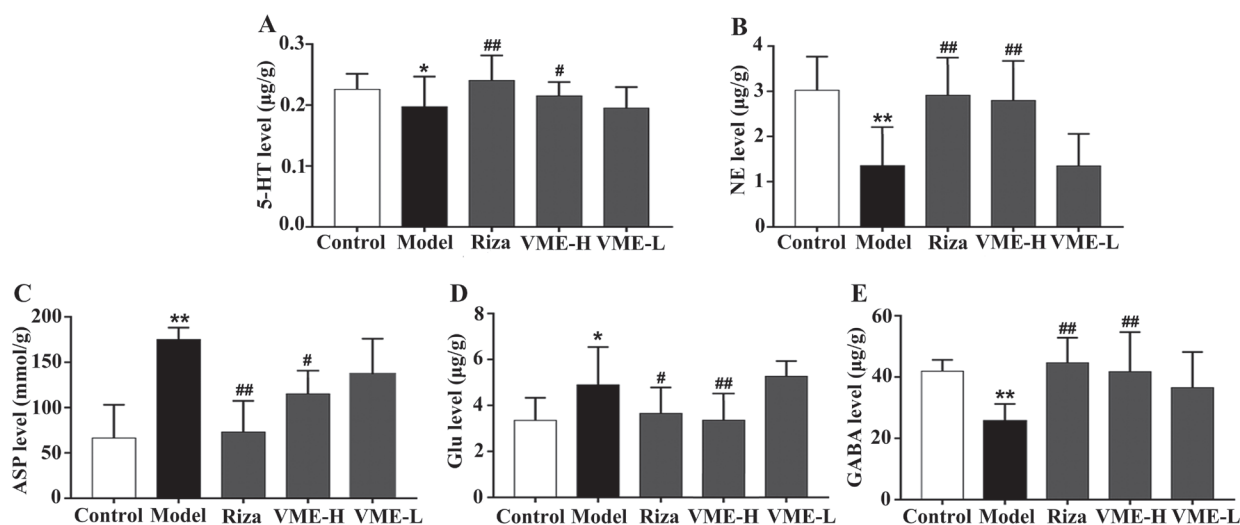 A
5-HT level (μg/g)
0.3
0.2
0.1
0.0
*
##
#
Control Model Riza VME-H VME-L
B
NE level (μg/g)
4
3
2
1
0
**
##
##
Control Model Riza VME-H VME-L
C
ASP level (mmol/g)
200
150
100
50
0
**
##
#
Control Model Riza VME-H VME-L
D
Glu level (μg/g)
8
6
4
2
0
*
#
##
Control Model Riza VME-H VME-L
E
GABA level (μg/g)
60
40
20
0
**
##
##
Control Model Riza VME-H VME-L